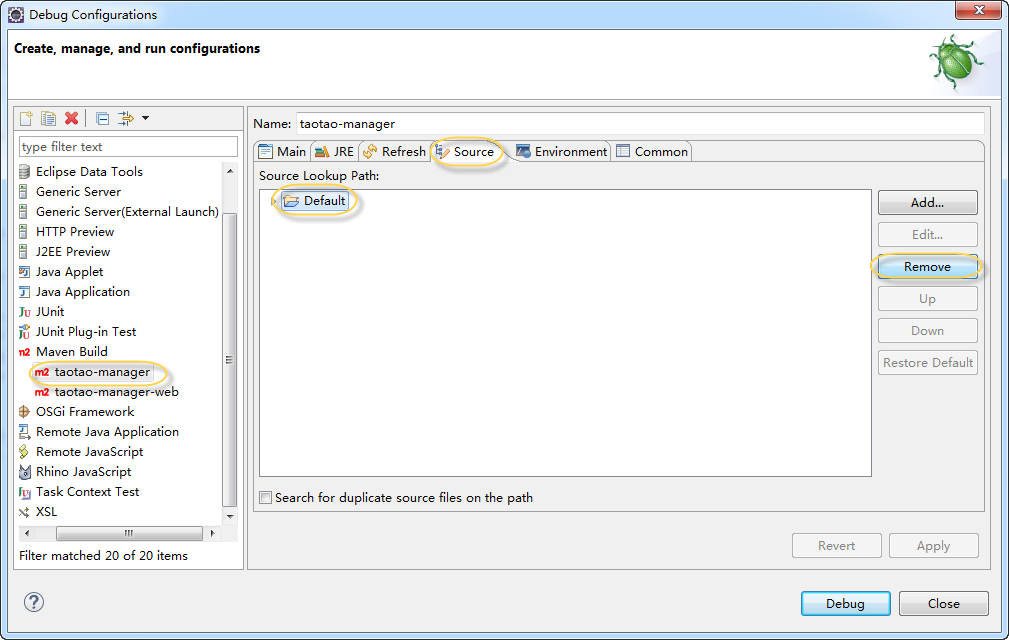 Debug Configurations
Create, manage, and run configurations
type filter text
Eclipse Data Tools
Generic Server
Generic Server(External Launch)
HTTP Preview
J2EE Preview
Java Applet
Java Application
Ju JUnit
JUnit Plug-in Test
m2 Maven Build
m2 taotao-manager
m2 taotao-manager-web
OSGi Framework
Remote Java Application
Remote JavaScript
Rhino JavaScript
Task Context Test
XSL
Filter matched 20 of 20 items
Name: taotao-manager
Main JRE Refresh Source Environment Common
Source Lookup Path:
Default
Add...
Edit...
Remove
Up
Down
Restore Default
Search for duplicate source files on the path
Revert Apply
? Debug Close